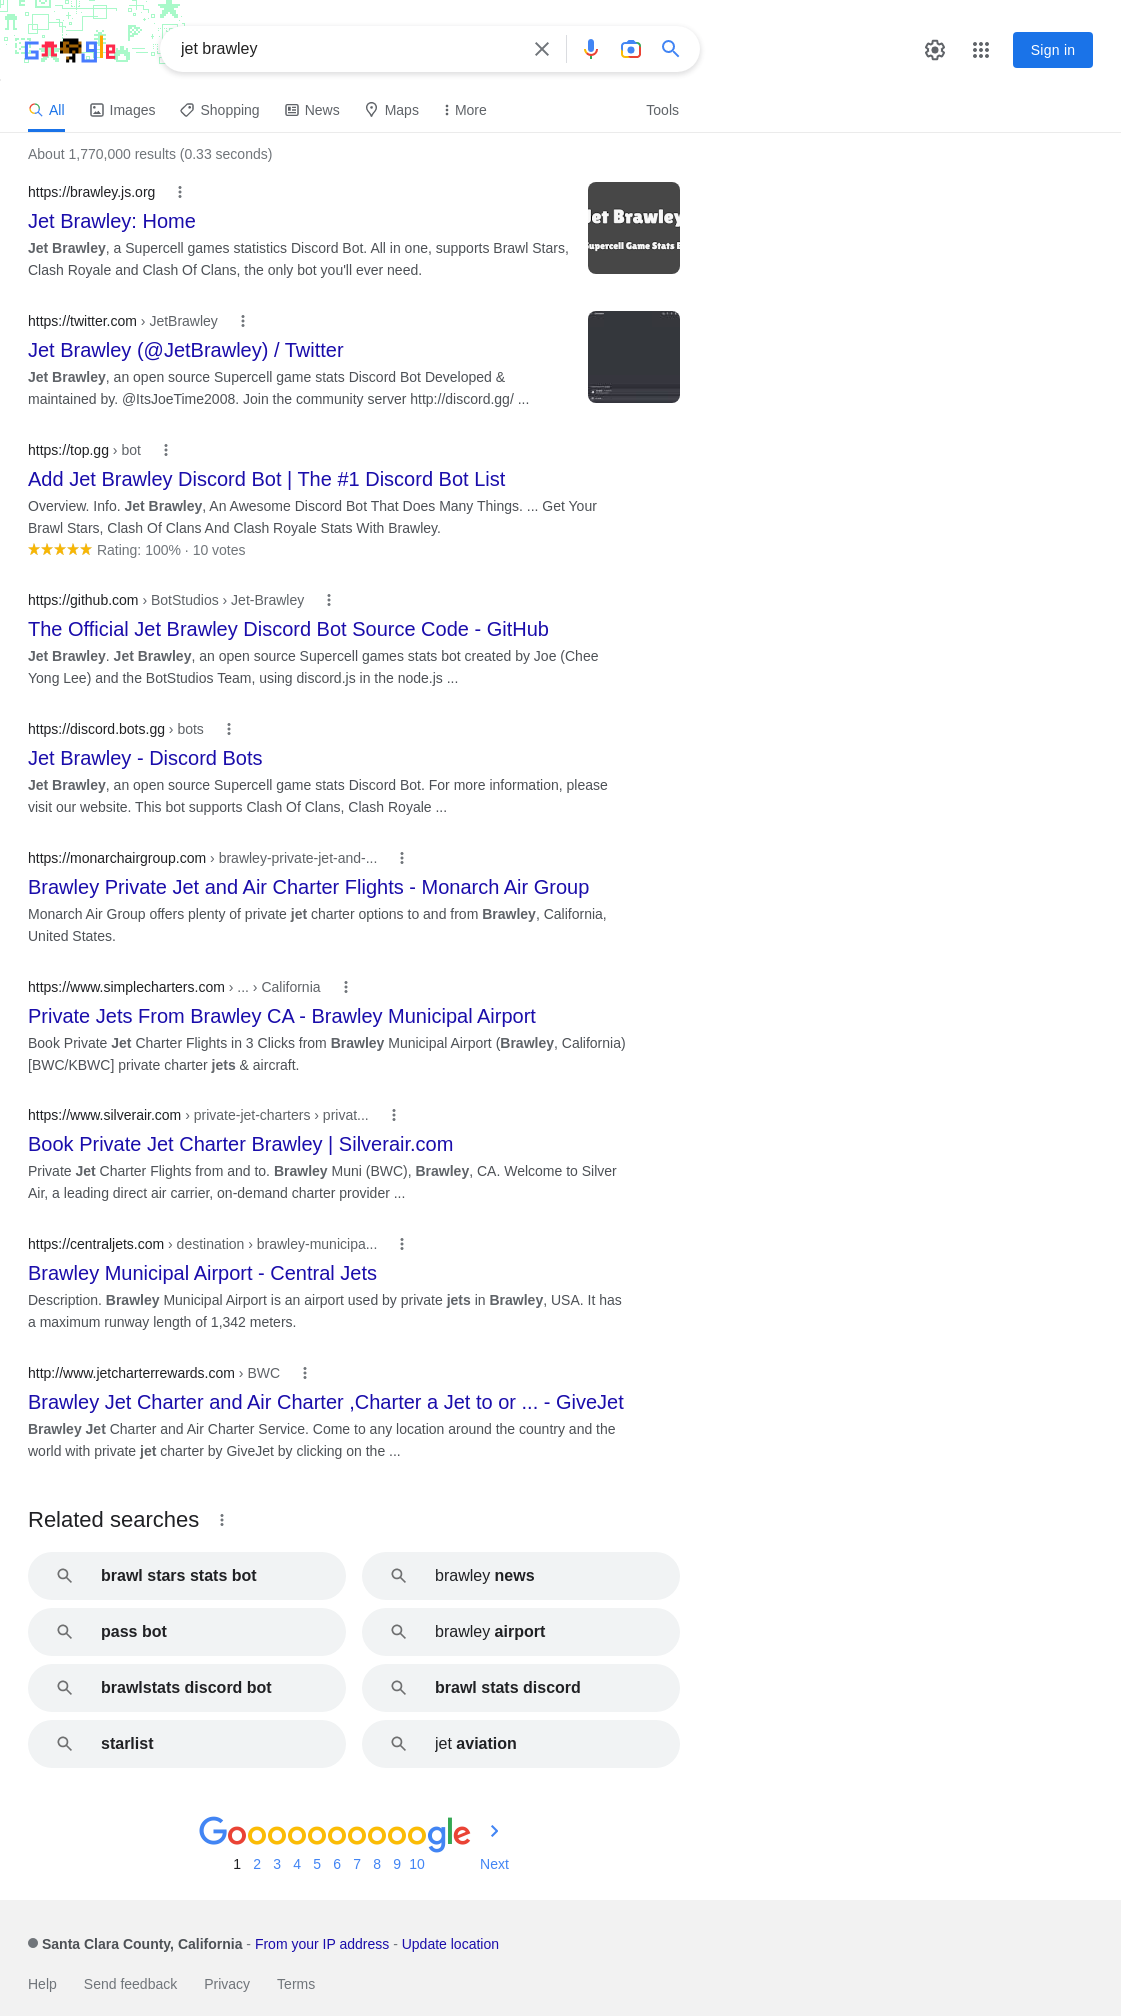 jet brawley
Sign in
All
Images
Shopping
News
Maps
More
Tools
About 1,770,000 results (0.33 seconds)
https://brawley.js.org
Jet Brawley: Home
Jet Brawley, a Supercell games statistics Discord Bot. All in one, supports Brawl Stars,
Clash Royale and Clash Of Clans, the only bot you'll ever need.
Jet Brawley
Supercell Game Stats B
https://twitter.com › JetBrawley
Jet Brawley (@JetBrawley) / Twitter
Jet Brawley, an open source Supercell game stats Discord Bot Developed &
maintained by. @ItsJoeTime2008. Join the community server http://discord.gg/ ...
https://top.gg › bot
Add Jet Brawley Discord Bot | The #1 Discord Bot List
Overview. Info. Jet Brawley, An Awesome Discord Bot That Does Many Things. ... Get Your
Brawl Stars, Clash Of Clans And Clash Royale Stats With Brawley.
Rating: 100% · 10 votes
https://github.com › BotStudios › Jet-Brawley
The Official Jet Brawley Discord Bot Source Code - GitHub
Jet Brawley. Jet Brawley, an open source Supercell games stats bot created by Joe (Chee
Yong Lee) and the BotStudios Team, using discord.js in the node.js ...
https://discord.bots.gg › bots
Jet Brawley - Discord Bots
Jet Brawley, an open source Supercell game stats Discord Bot. For more information, please
visit our website. This bot supports Clash Of Clans, Clash Royale ...
https://monarchairgroup.com › brawley-private-jet-and-...
Brawley Private Jet and Air Charter Flights - Monarch Air Group
Monarch Air Group offers plenty of private jet charter options to and from Brawley, California,
United States.
https://www.simplecharters.com › ... › California
Private Jets From Brawley CA - Brawley Municipal Airport
Book Private Jet Charter Flights in 3 Clicks from Brawley Municipal Airport (Brawley, California)
[BWC/KBWC] private charter jets & aircraft.
https://www.silverair.com › private-jet-charters › privat...
Book Private Jet Charter Brawley | Silverair.com
Private Jet Charter Flights from and to. Brawley Muni (BWC), Brawley, CA. Welcome to Silver
Air, a leading direct air carrier, on-demand charter provider ...
https://centraljets.com › destination › brawley-municipa...
Brawley Municipal Airport - Central Jets
Description. Brawley Municipal Airport is an airport used by private jets in Brawley, USA. It has
a maximum runway length of 1,342 meters.
http://www.jetcharterrewards.com › BWC
Brawley Jet Charter and Air Charter ,Charter a Jet to or ... - GiveJet
Brawley Jet Charter and Air Charter Service. Come to any location around the country and the
world with private jet charter by GiveJet by clicking on the ...
Related searches
brawl stars stats bot
brawley news
pass bot
brawley airport
brawlstats discord bot
brawl stats discord
starlist
jet aviation
Goooooooooogle
1 2 3 4 5 6 7 8 9 10 Next
Santa Clara County, California - From your IP address - Update location
Help Send feedback Privacy Terms